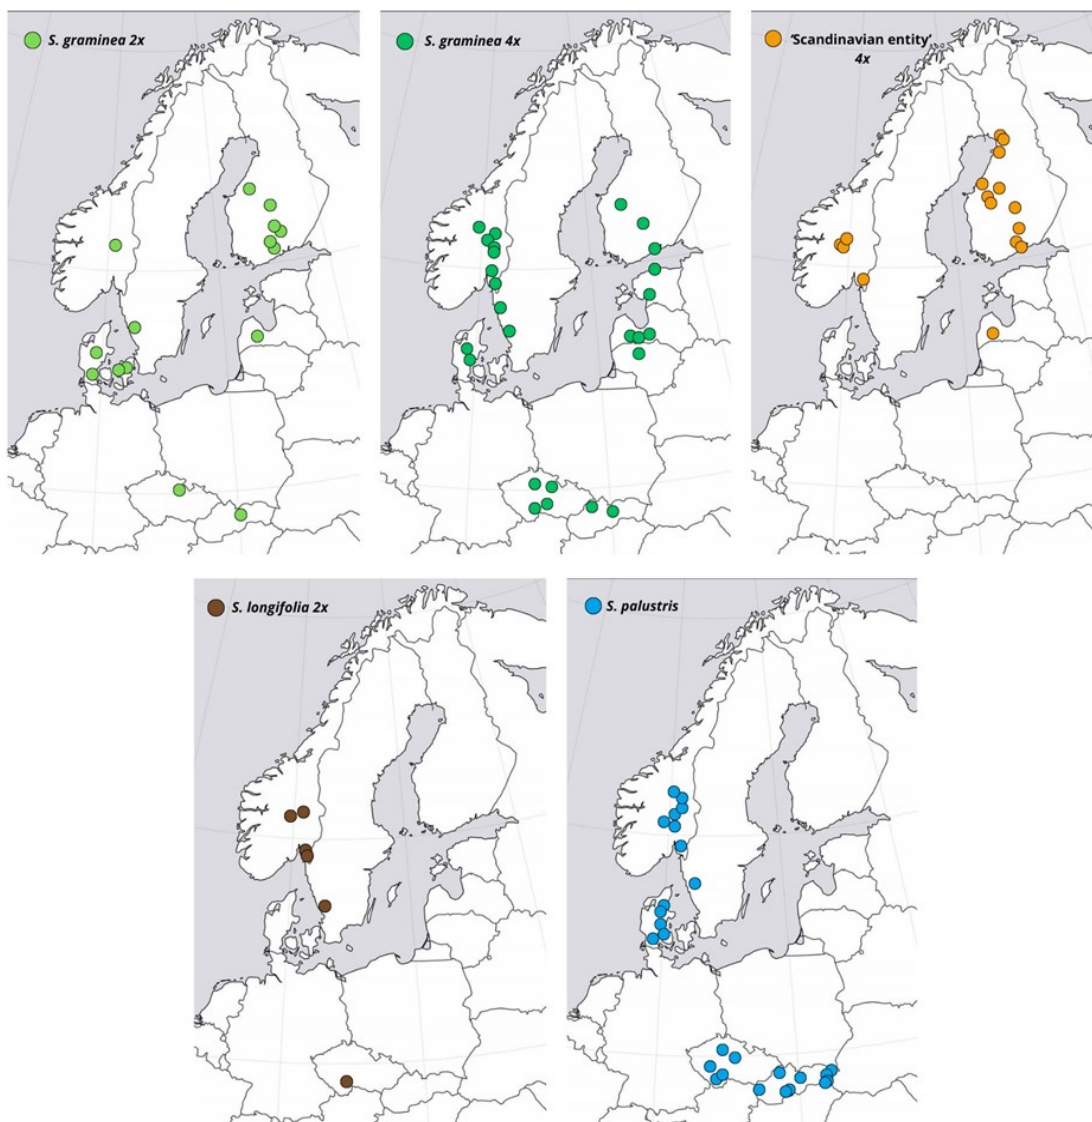 S. graminea 2x
S. graminea 4x
‘Scandinavian entity’
4x
S. longifolia 2x
S. palustris